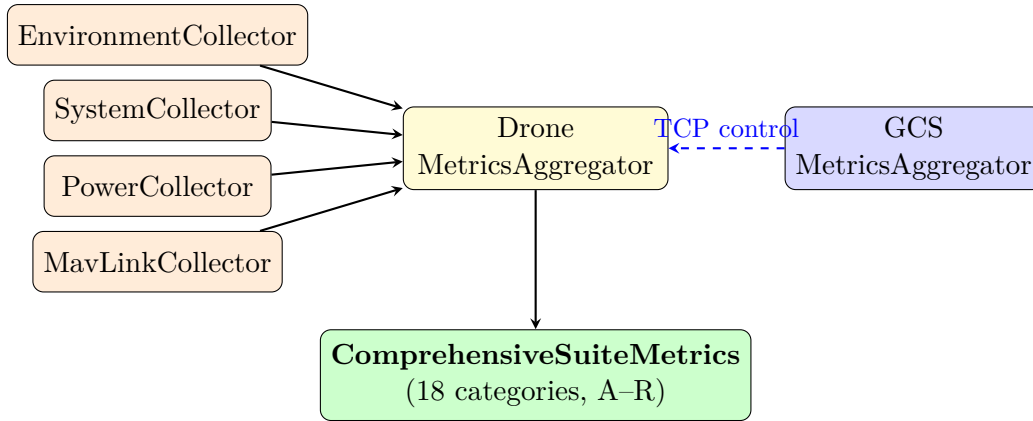 EnvironmentCollector
SystemCollector
PowerCollector
MavLinkCollector
Drone
MetricsAggregator
TCP control
GCS
MetricsAggregator
ComprehensiveSuiteMetrics
(18 categories, A–R)